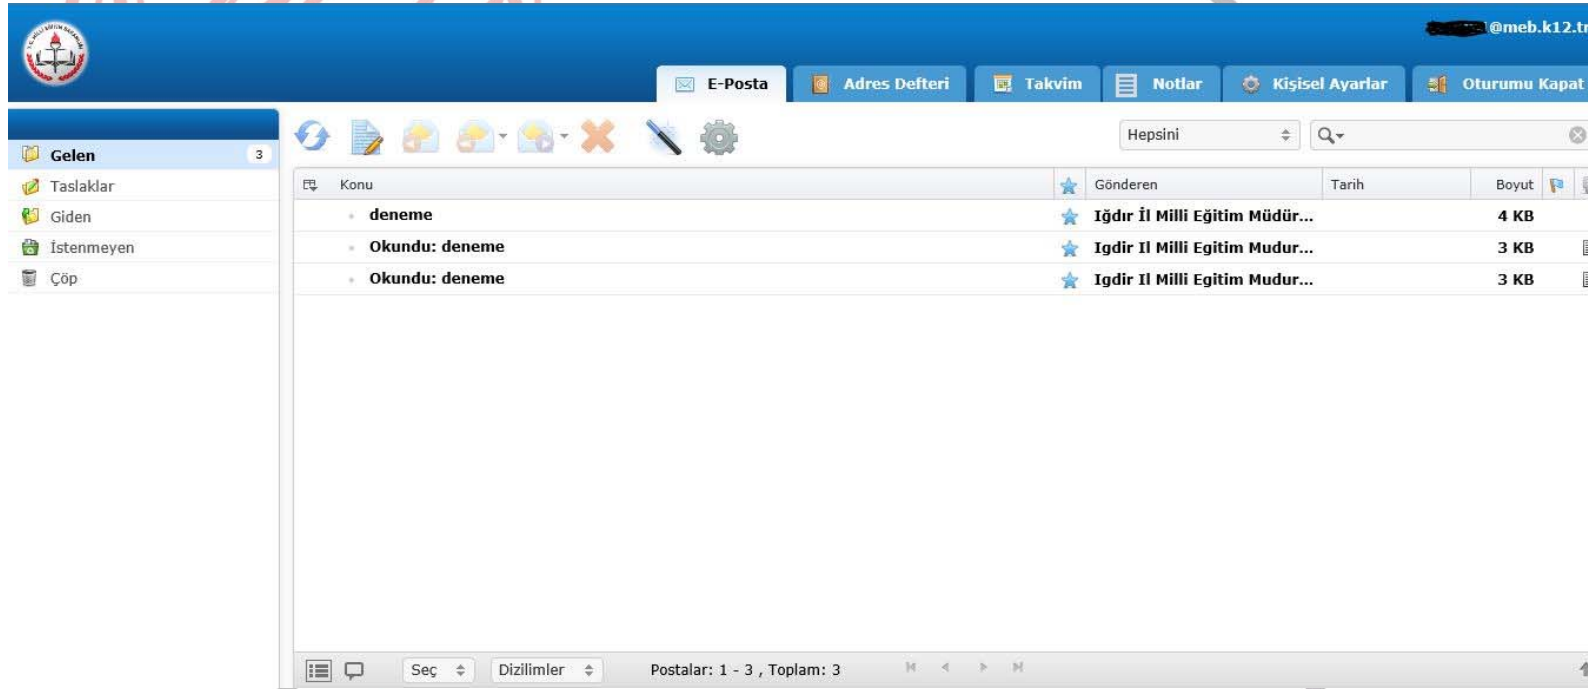 @meb.k12.tr
E-Posta Adres Defteri Takvim Notlar Kişisel Ayarlar Oturumu Kapat
Hepsini
Gelen 3
Taslaklar
Giden
İstenmeyen
Çöp
Konu Gönderen Tarih Boyut
deneme Iğdır İl Milli Eğitim Müdür... 4 KB
Okundu: deneme Igdir Il Milli Egitim Mudur... 3 KB
Okundu: deneme Igdir Il Milli Egitim Mudur... 3 KB
Seç Dizilimler Postalar: 1 - 3 , Toplam: 3